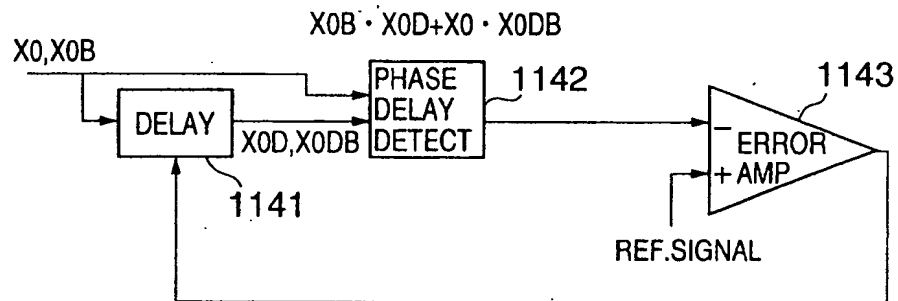 X0B · X0D+X0 · X0DB
X0,X0B
PHASE
DELAY
DETECT
1142
1143
DELAY
X0D,X0DB
1141
−
ERROR
+ AMP
REF.SIGNAL